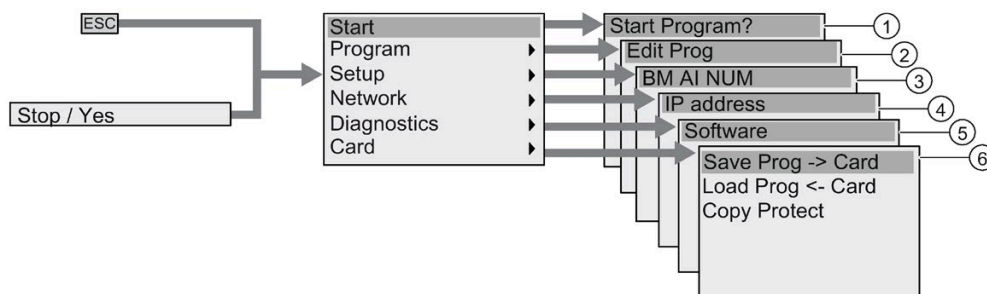 ESC
Stop / Yes
Start
Program
Setup
Network
Diagnostics
Card
Start Program?
Edit Prog
BM AI NUM
IP address
Software
Save Prog -> Card
Load Prog <- Card
Copy Protect
1
2
3
4
5
6